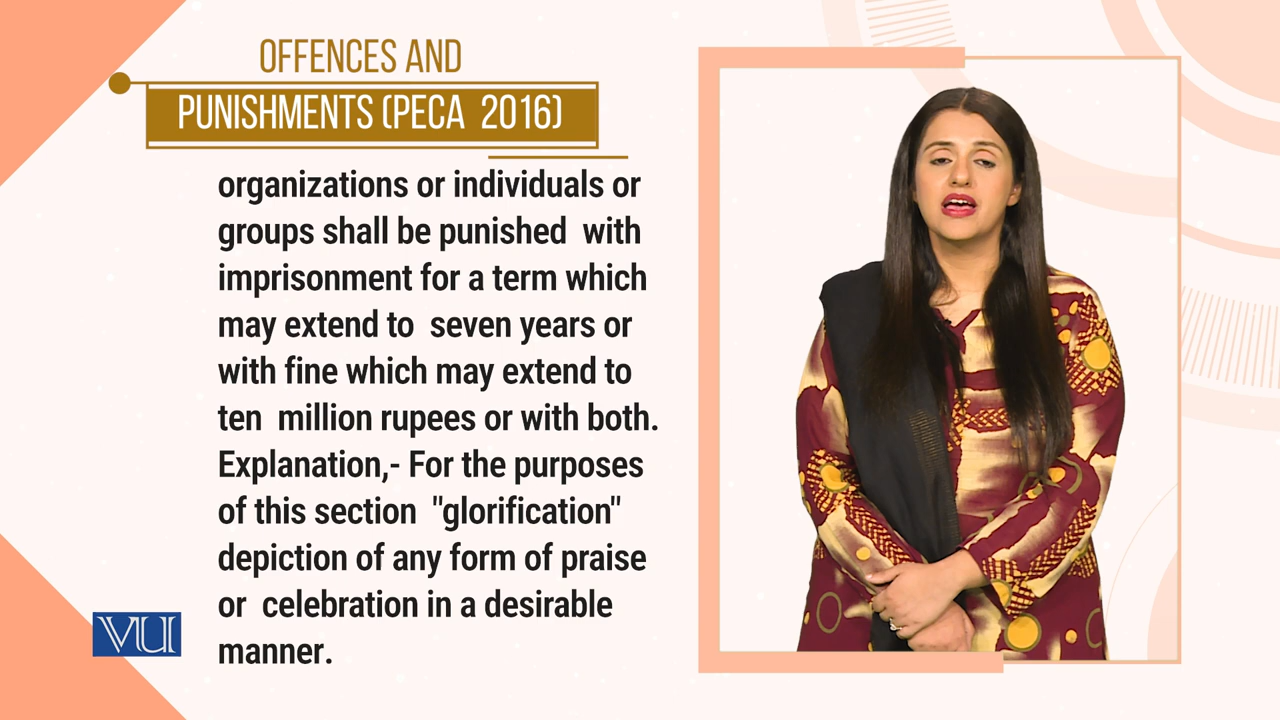 OFFENCES AND
PUNISHMENTS (PECA 2016)
organizations or individuals or
groups shall be punished with
imprisonment for a term which
may extend to seven years or
with fine which may extend to
ten million rupees or with both.
Explanation,- For the purposes
of this section "glorification"
depiction of any form of praise
or celebration in a desirable
manner.
VU